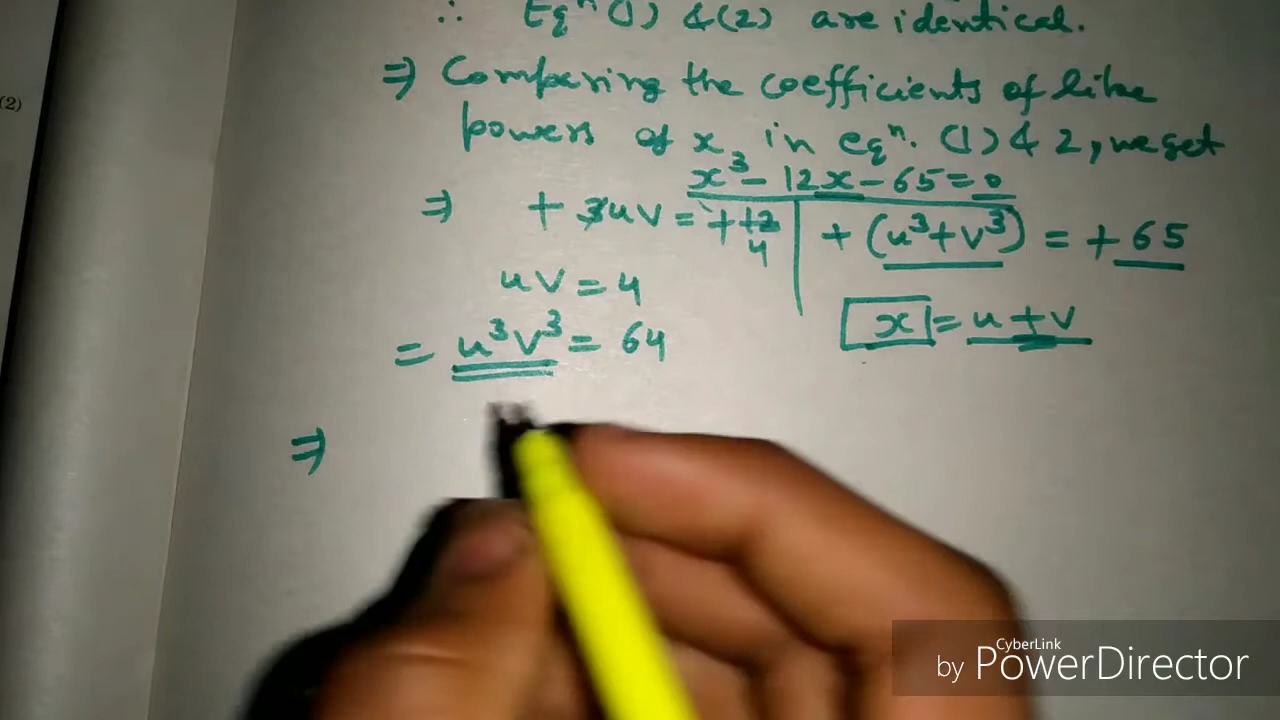 (2)
∴ Eqⁿ (1) & (2) are identical.
⇒ Comparing the coefficients of like
powers of x, in eqⁿ. (1) & 2, we get
x³ - 12x - 65 = 0
⇒ + 3uv = +12 + (u³+v³) = + 65
4
uv = 4
x = u + v
= u³v³ = 64
⇒
CyberLink
by PowerDirector